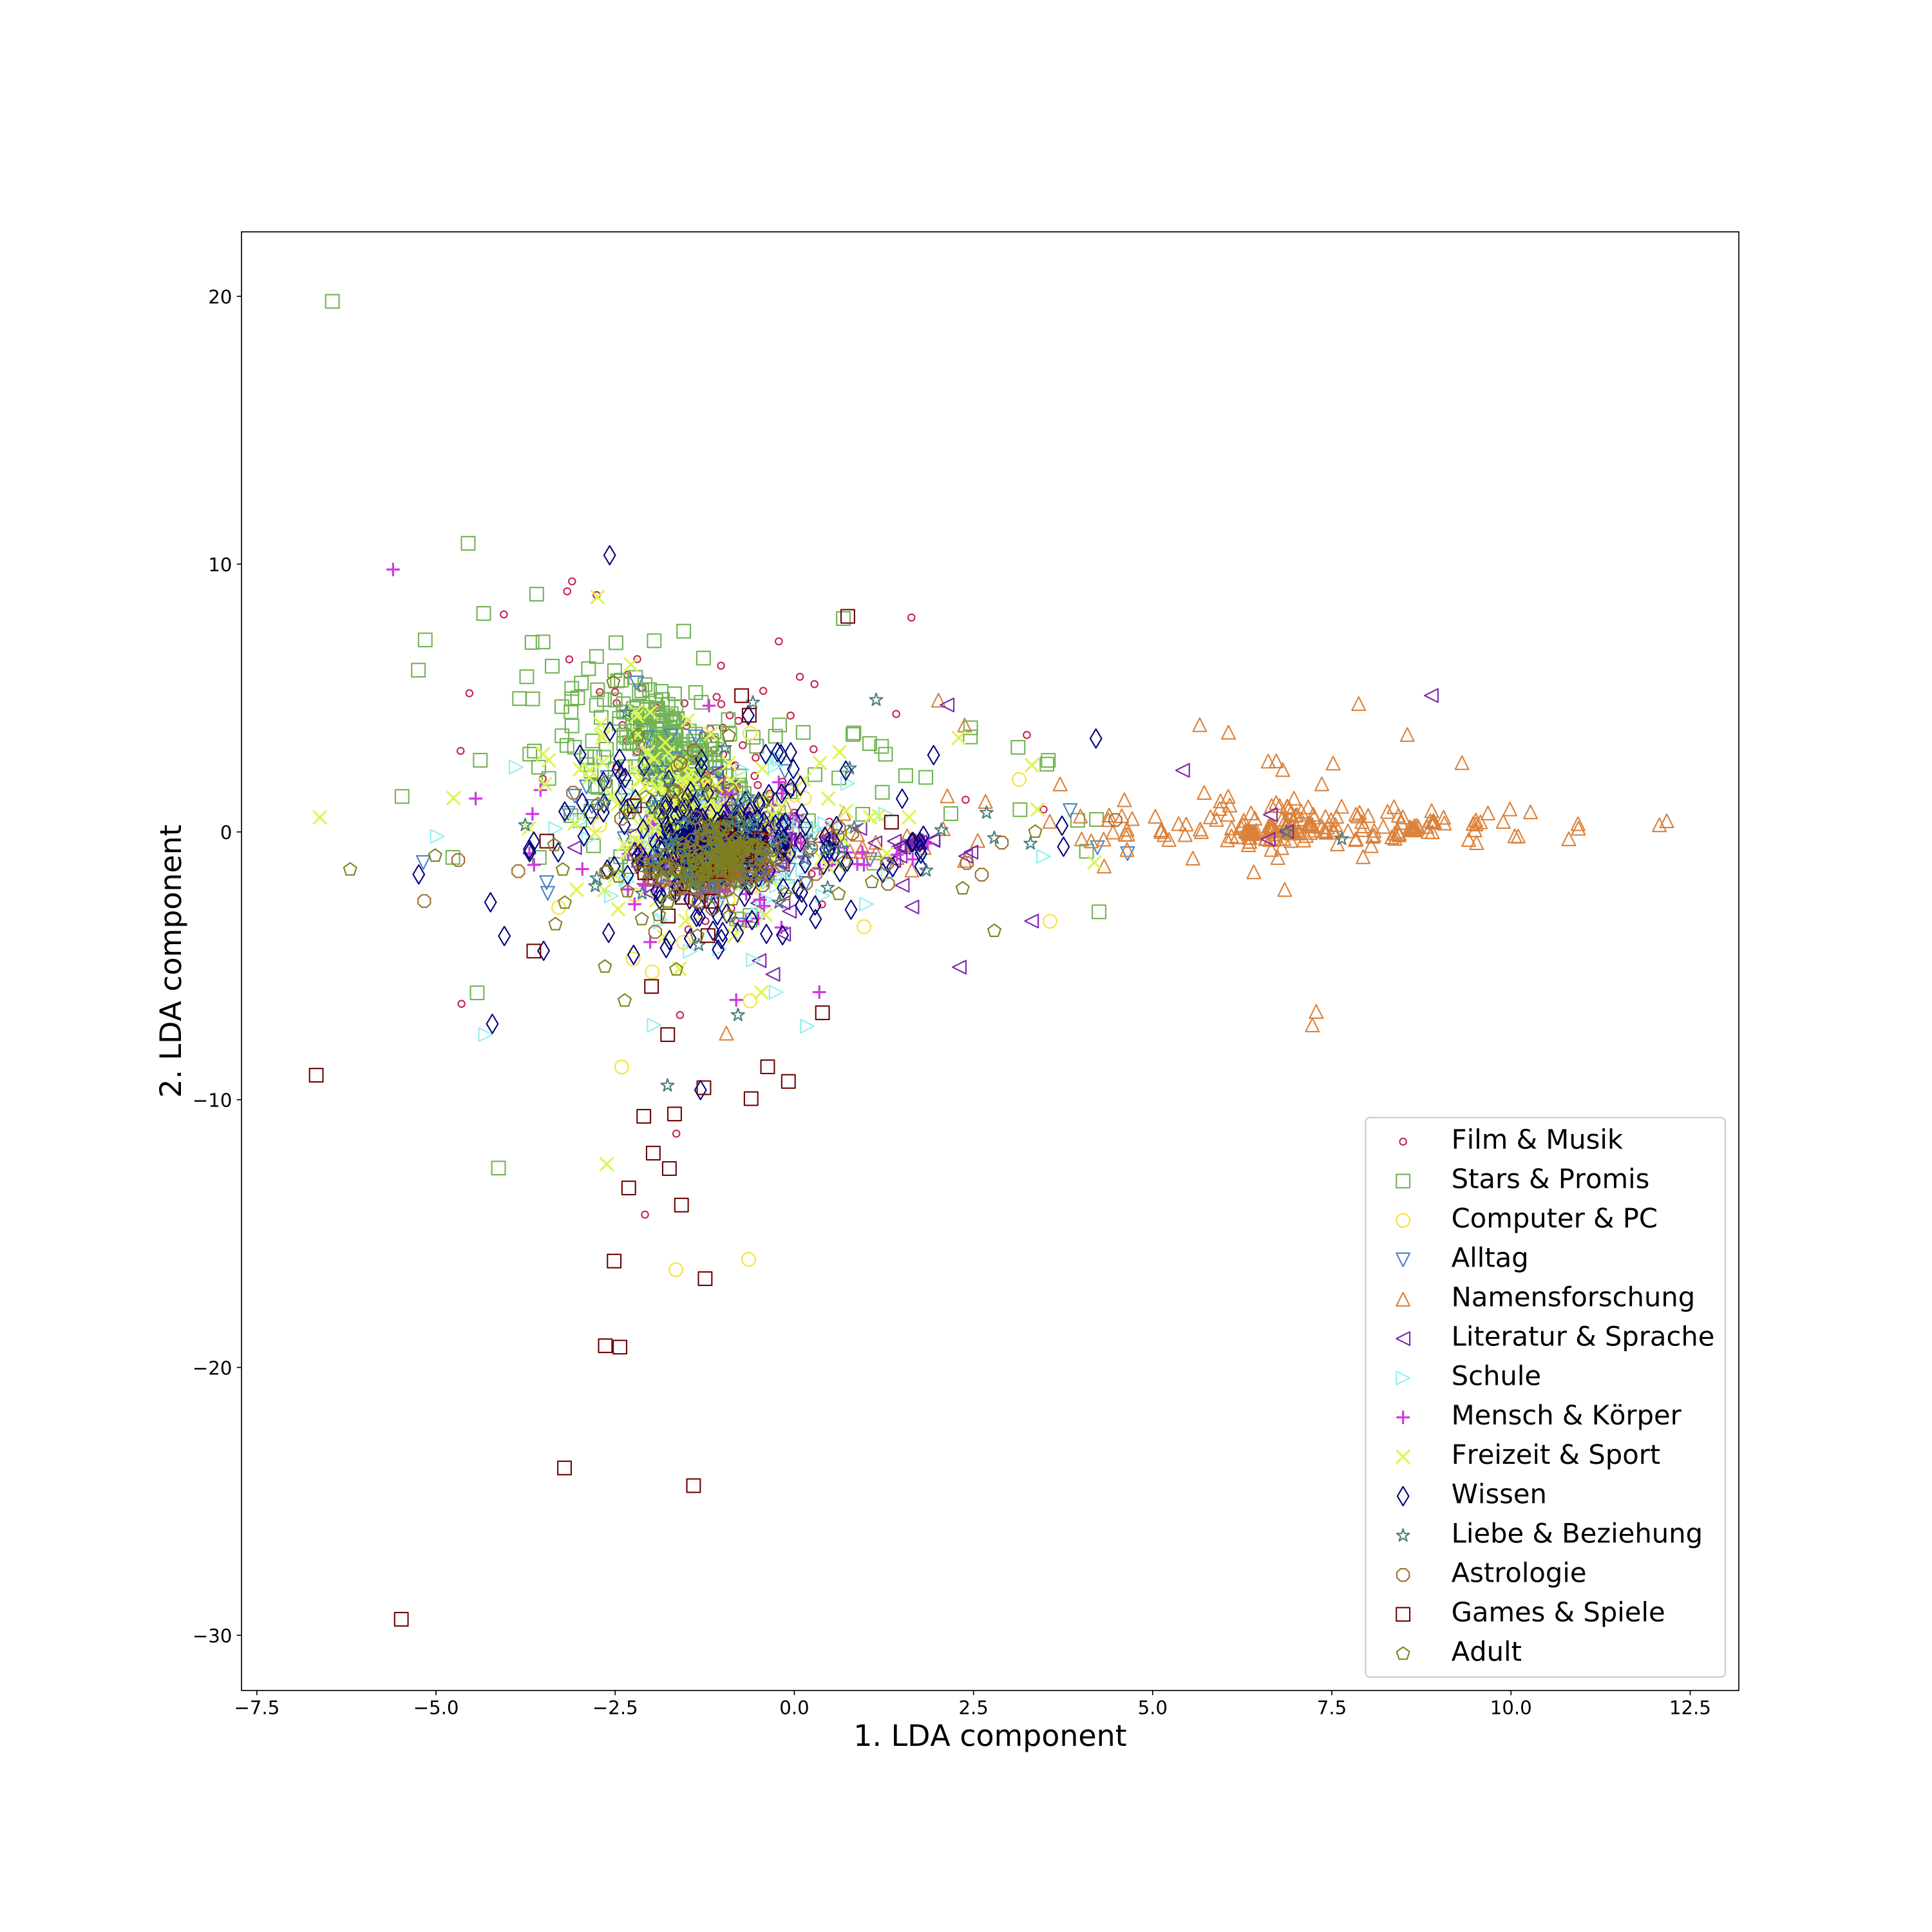 20
10
0
−10
−20
−30
2. LDA component
−7.5 −5.0 −2.5 0.0 2.5 5.0 7.5 10.0 12.5
1. LDA component
Film & Musik
Stars & Promis
Computer & PC
Alltag
Namensforschung
Literatur & Sprache
Schule
Mensch & Körper
Freizeit & Sport
Wissen
Liebe & Beziehung
Astrologie
Games & Spiele
Adult